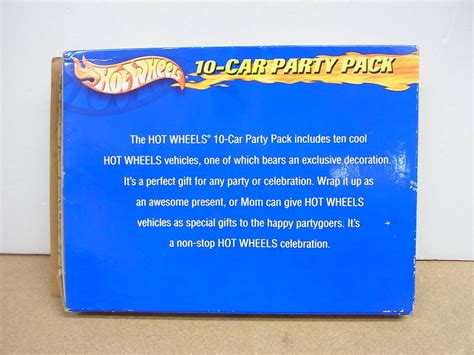 HOT WHEELS
10-CAR PARTY PACK
The HOT WHEELS® 10-Car Party Pack includes ten cool
HOT WHEELS vehicles, one of which bears an exclusive decoration.
It's a perfect gift for any party or celebration. Wrap it up as
an awesome present, or Mom can give HOT WHEELS
vehicles as special gifts to the happy partygoers. It's
a non-stop HOT WHEELS celebration.